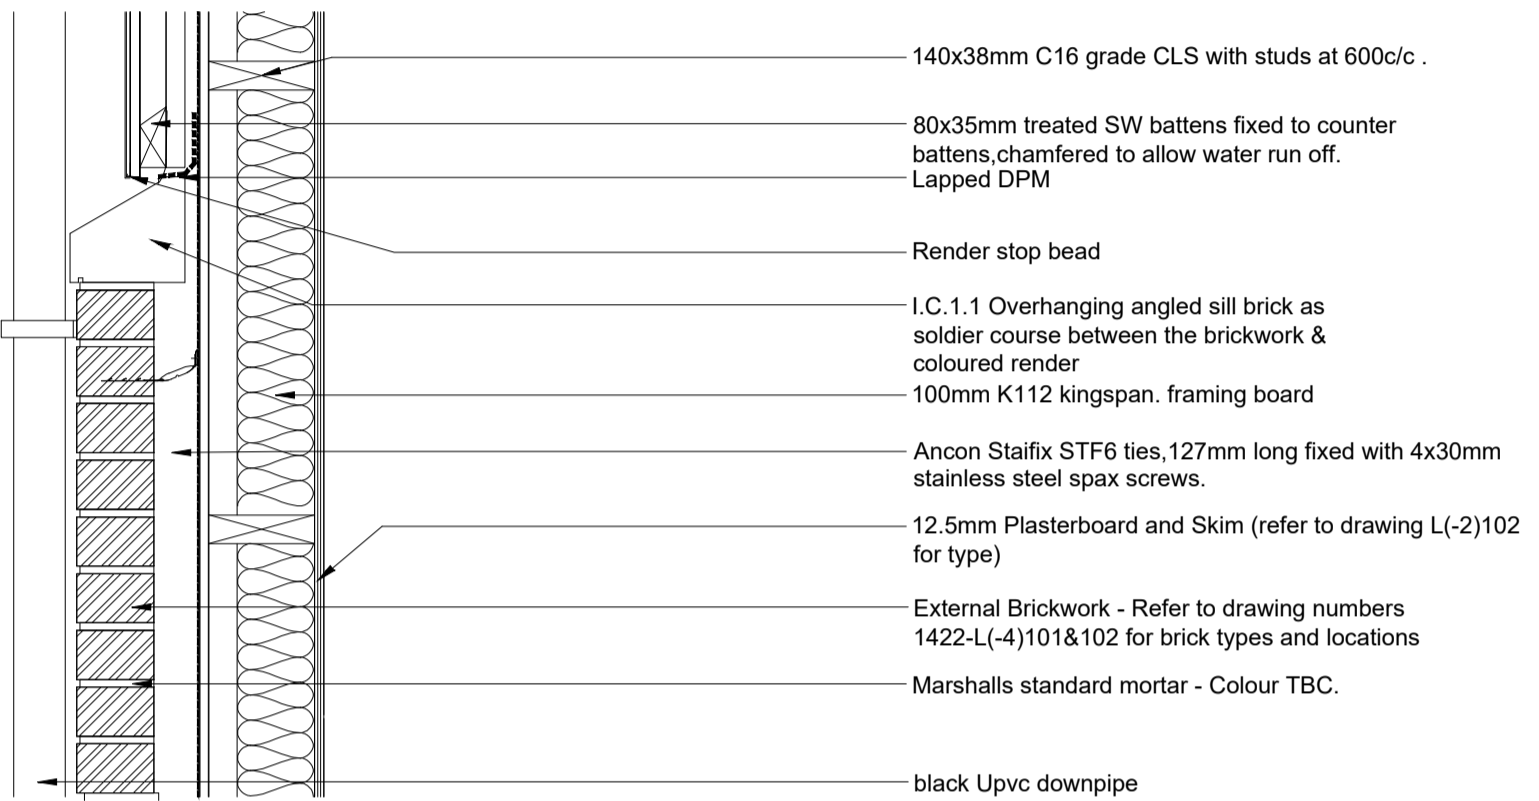 140x38mm C16 grade CLS with studs at 600c/c .
80x35mm treated SW battens fixed to counter
battens,chamfered to allow water run off.
Lapped DPM
Render stop bead
I.C.1.1 Overhanging angled sill brick as
soldier course between the brickwork &
coloured render
100mm K112 kingspan. framing board
Ancon Staifix STF6 ties,127mm long fixed with 4x30mm
stainless steel spax screws.
12.5mm Plasterboard and Skim (refer to drawing L(-2)102
for type)
External Brickwork - Refer to drawing numbers
1422-L(-4)101&102 for brick types and locations
Marshalls standard mortar - Colour TBC.
black Upvc downpipe